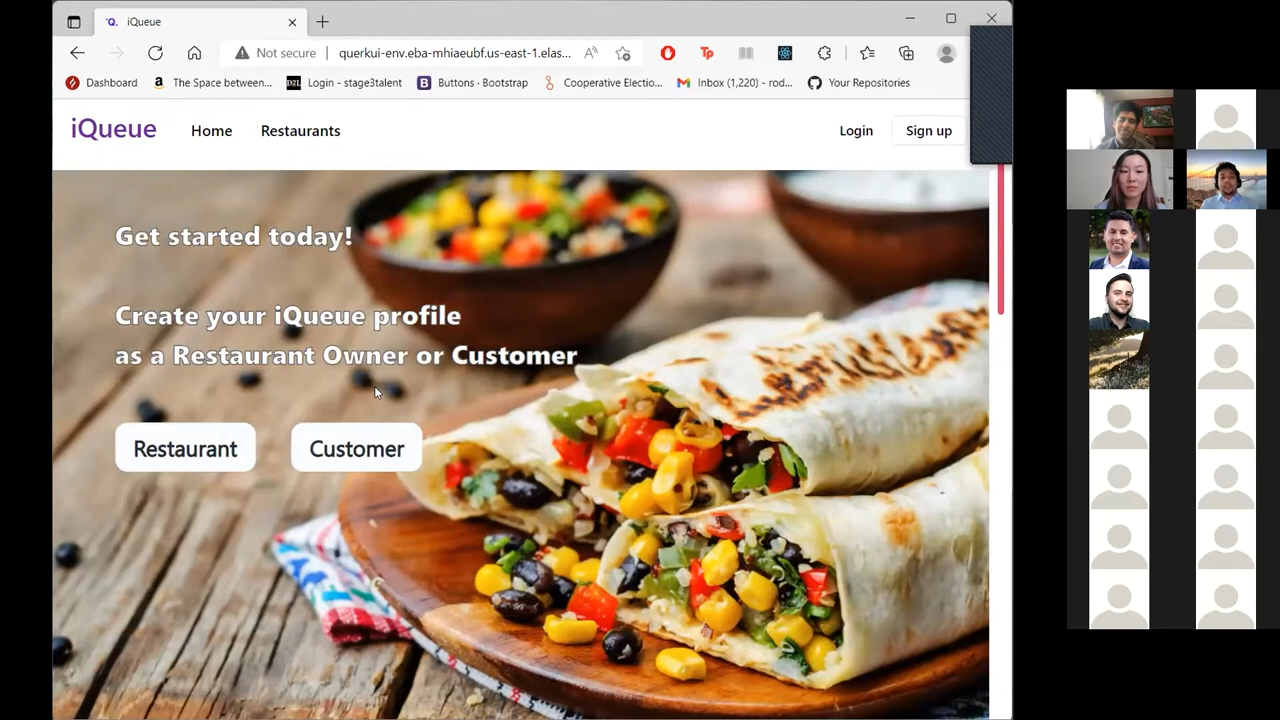 iQueue
Not secure querkui-env.eba-mhiaeubf.us-east-1.elas...
Dashboard The Space between... Login - stage3talent Buttons · Bootstrap Cooperative Electio... Inbox (1,220) - rod... Your Repositories
iQueue Home Restaurants Login Sign up
Get started today!
Create your iQueue profile
as a Restaurant Owner or Customer
Restaurant Customer